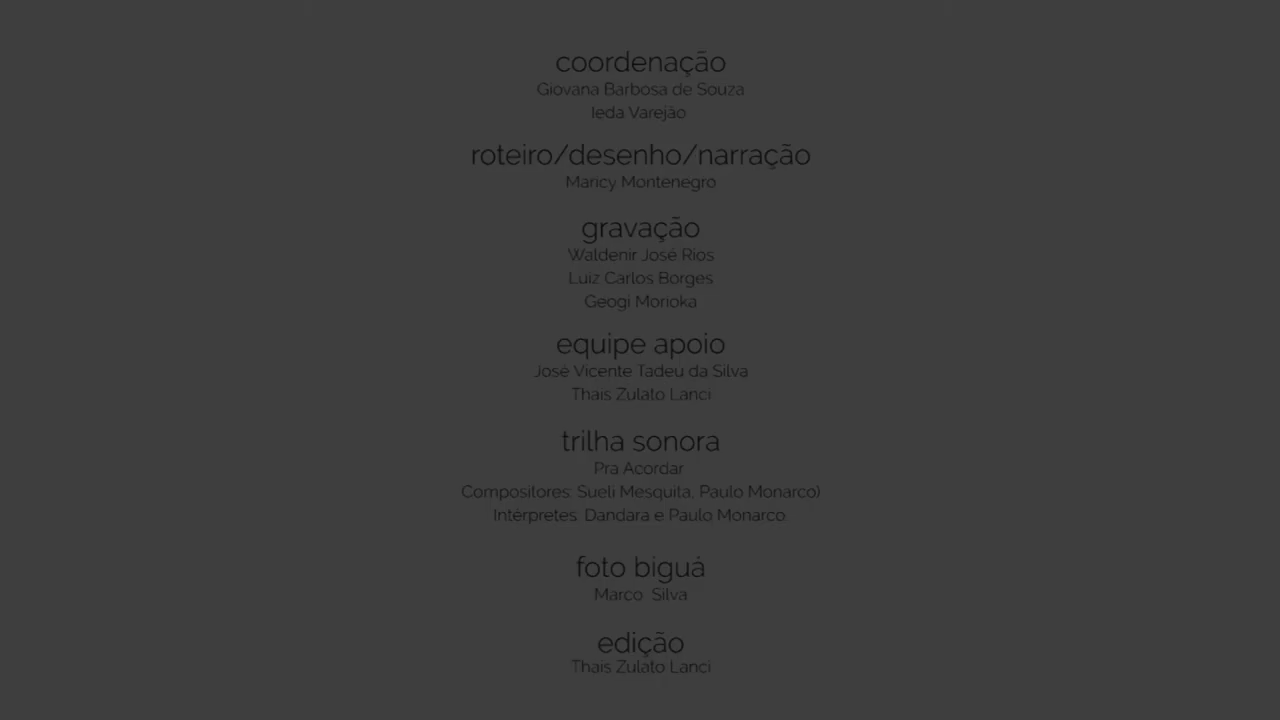 coordenação
Giovana Barbosa de Souza
Ieda Varejão
roteiro/desenho/narração
Maricy Montenegro
gravação
Waldenir José Rios
Luiz Carlos Borges
Geogi Morioka
equipe apoio
José Vicente Tadeu da Silva
Thais Zulato Lanci
trilha sonora
Pra Acordar
Compositores: Sueli Mesquita, Paulo Monarco)
Intérpretes: Dandara e Paulo Monarco
foto biguá
Marco Silva
edição
Thais Zulato Lanci